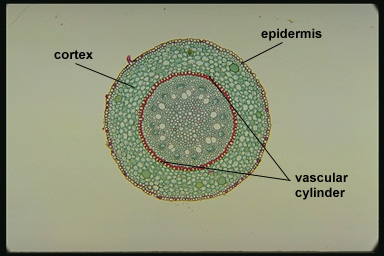 epidermis
cortex
vascular
cylinder